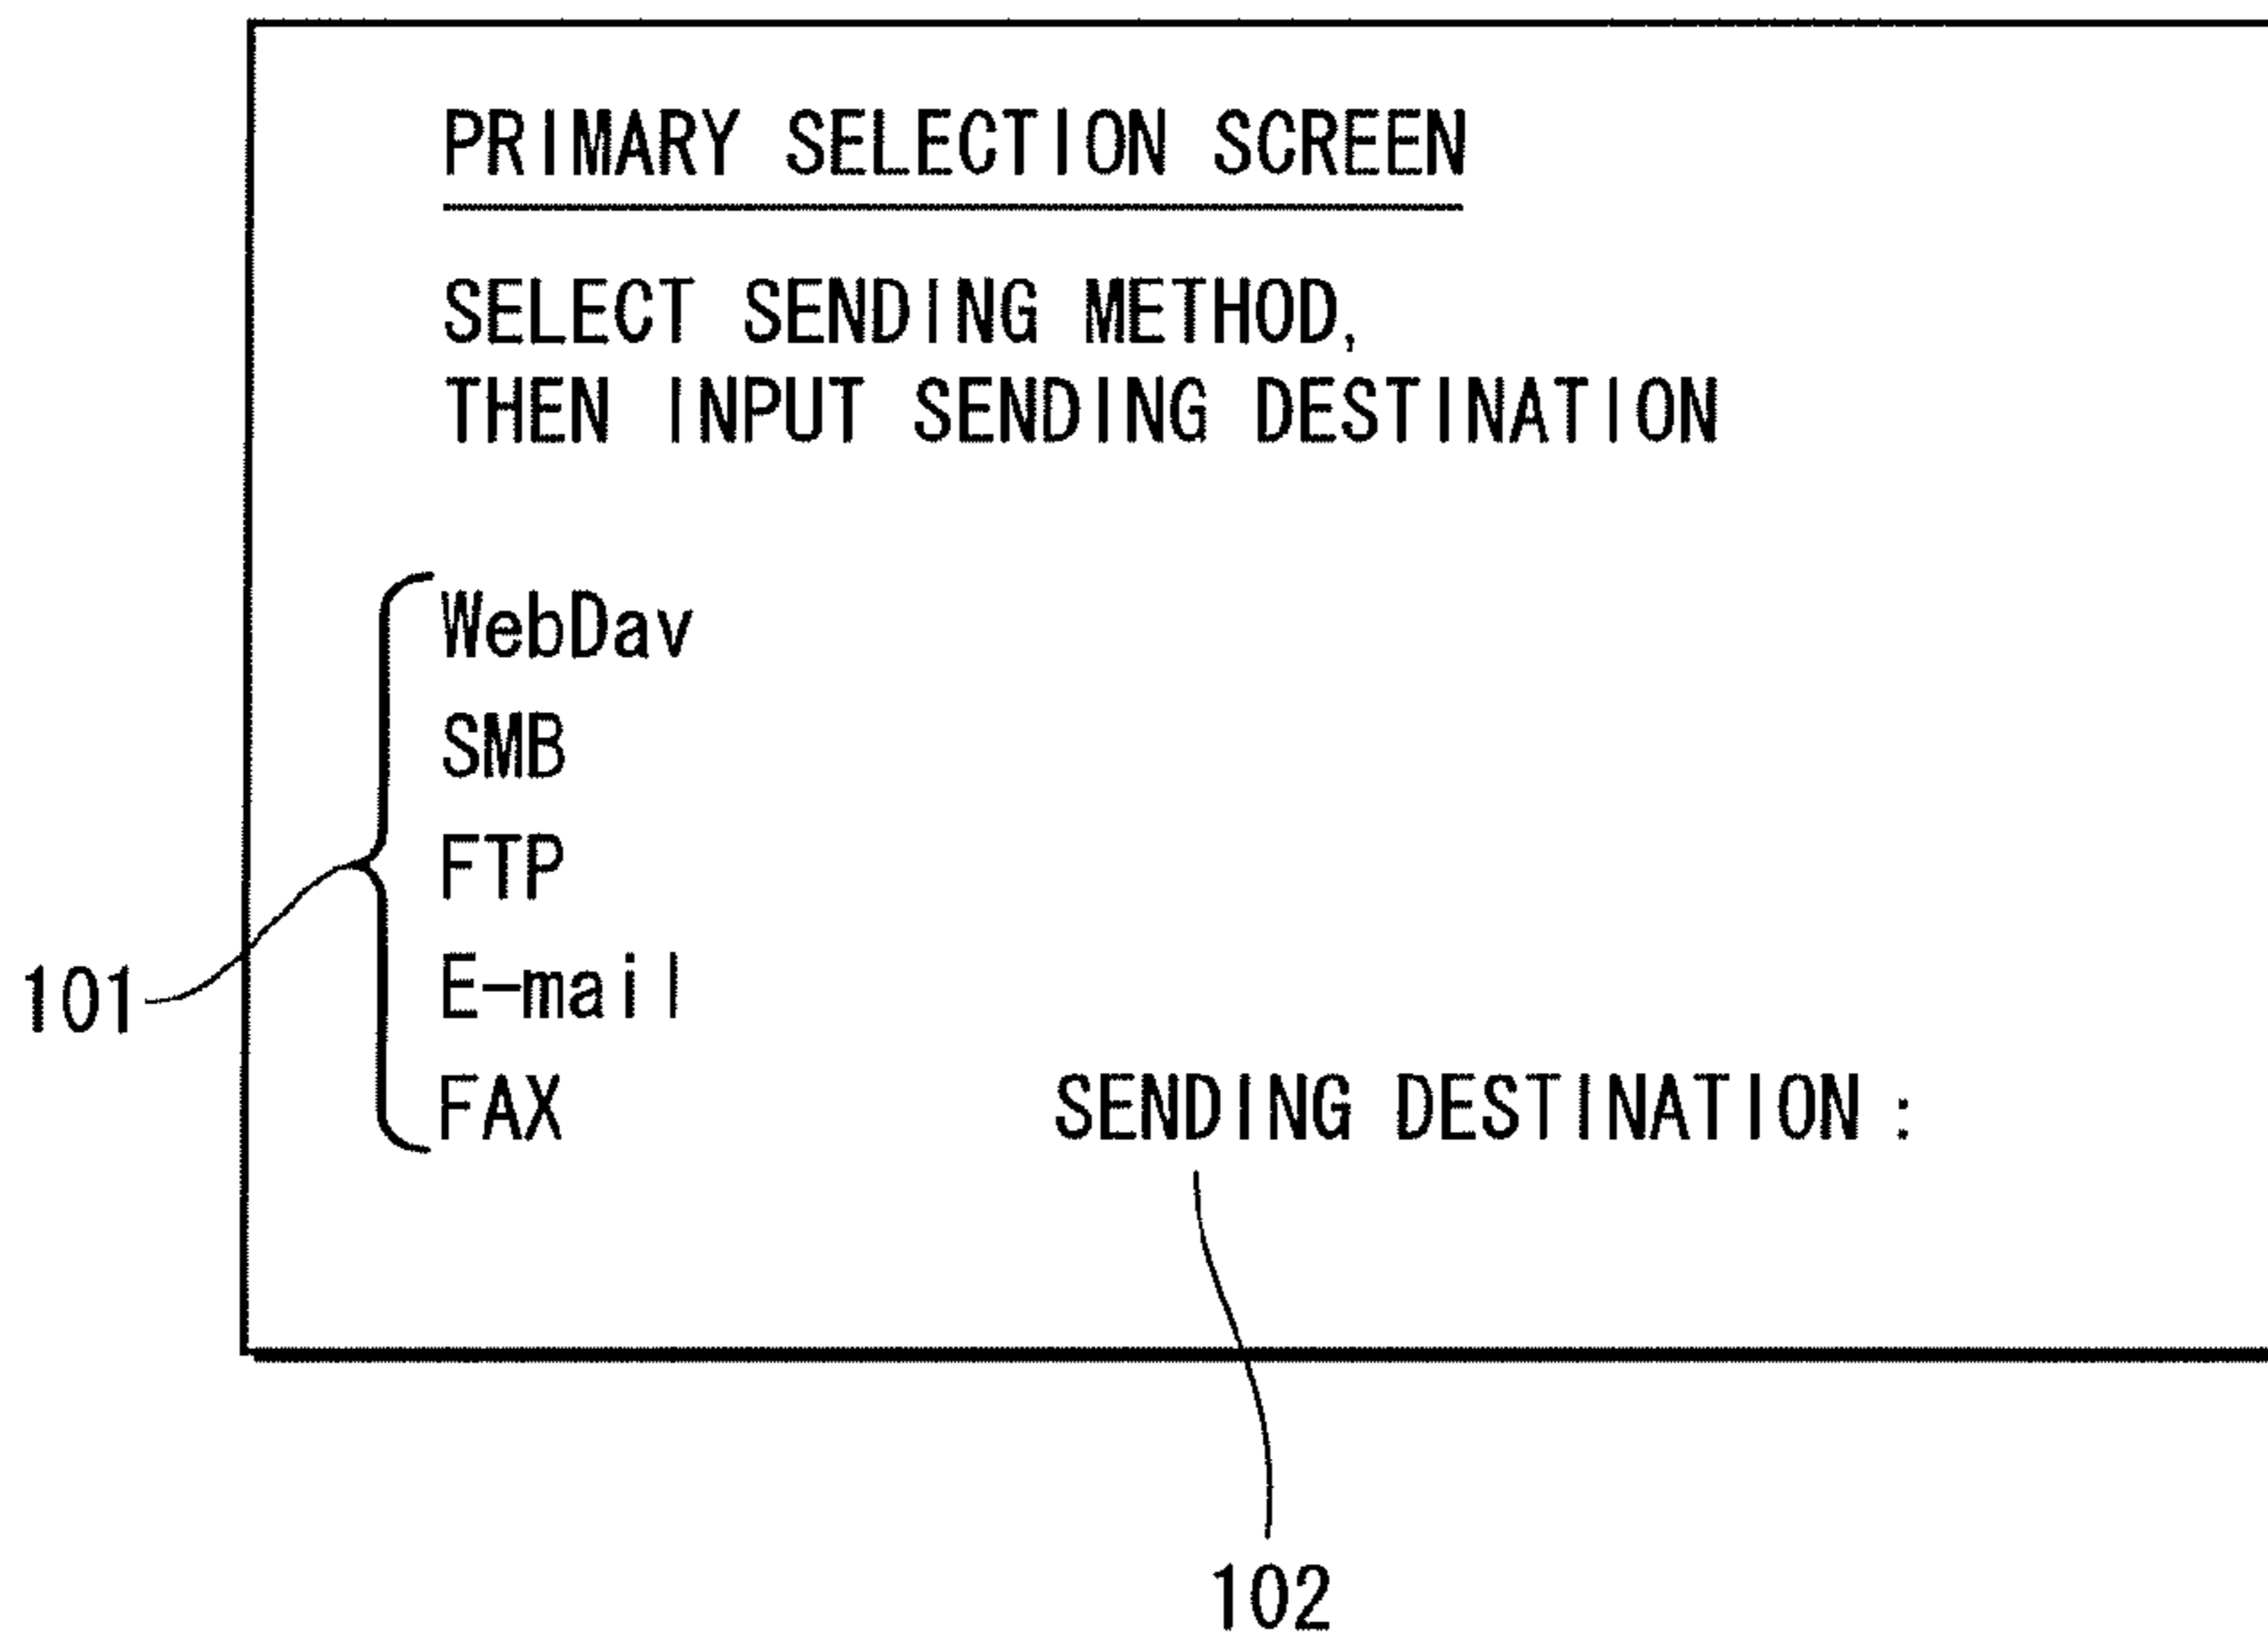 PRIMARY SELECTION SCREEN
SELECT SENDING METHOD,
THEN INPUT SENDING DESTINATION
WebDav
SMB
FTP
E-mail
101
FAX SENDING DESTINATION:
102